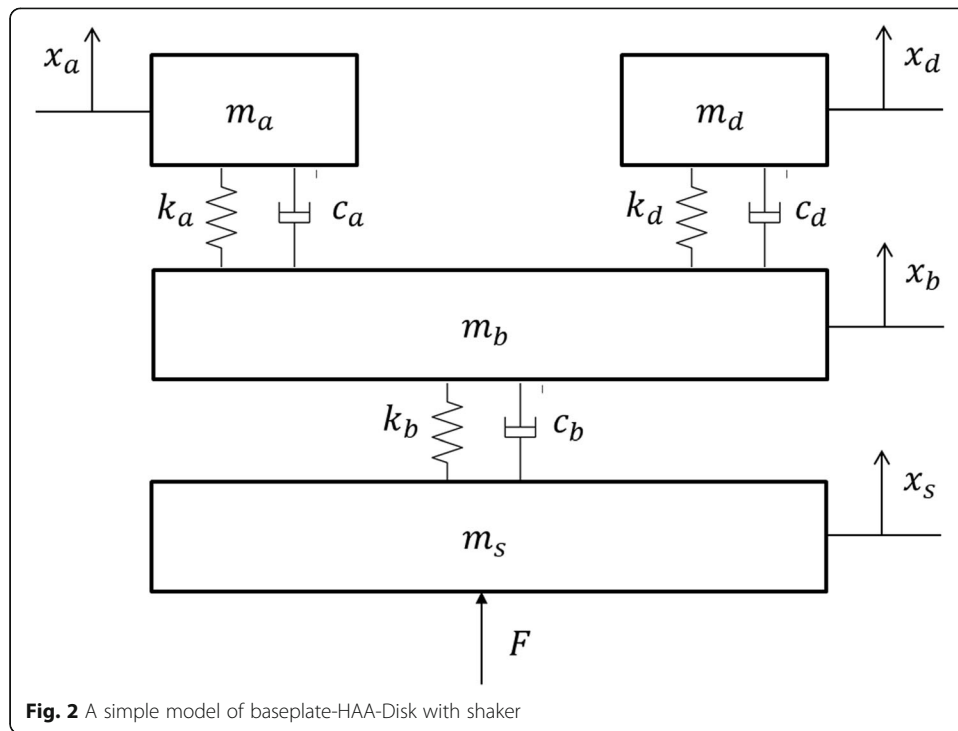 x_a
x_d
m_a
m_d
k_a
c_a
k_d
c_d
x_b
m_b
k_b
c_b
x_s
m_s
F
Fig. 2 A simple model of baseplate-HAA-Disk with shaker